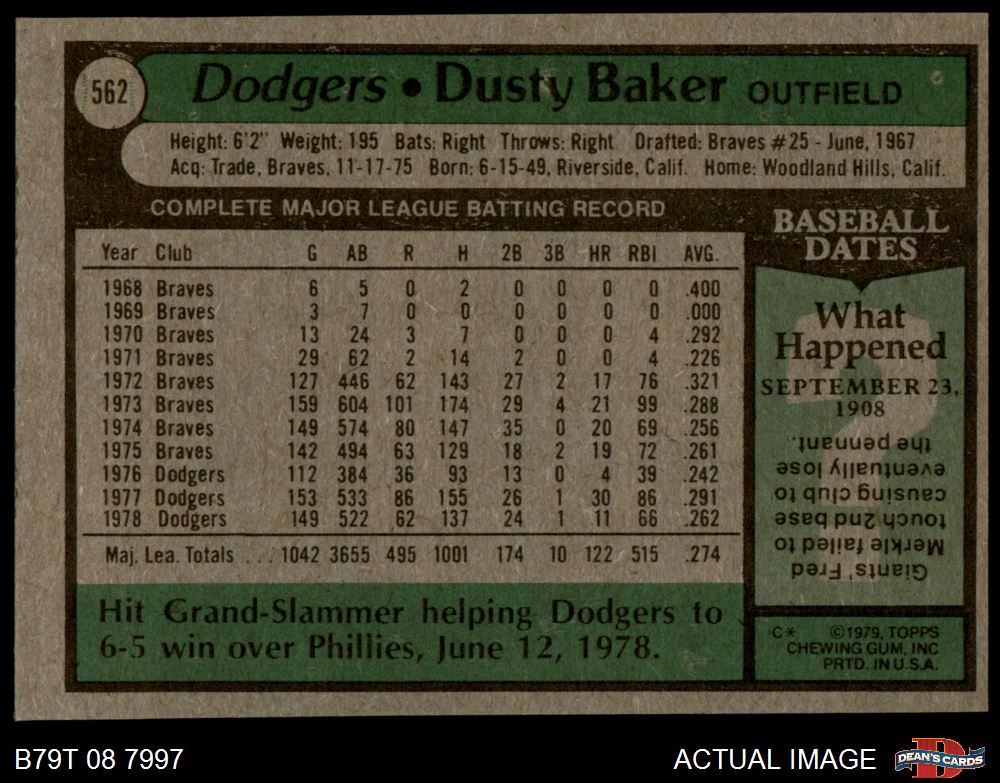 562
Dodgers • Dusty Baker OUTFIELD
Height: 6'2" Weight: 195 Bats: Right Throws: Right Drafted: Braves #25 - June, 1967
Acq: Trade, Braves, 11-17-75 Born: 6-15-49, Riverside, Calif. Home: Woodland Hills, Calif.
COMPLETE MAJOR LEAGUE BATTING RECORD
Year Club G AB R H 2B 3B HR RBI AVG.
1968 Braves 6 5 0 2 0 0 0 0 .400
1969 Braves 3 7 0 0 0 0 0 0 .000
1970 Braves 13 24 3 7 0 0 0 4 .292
1971 Braves 29 62 2 14 2 0 0 4 .226
1972 Braves 127 446 62 143 27 2 17 76 .321
1973 Braves 159 604 101 174 29 4 21 99 .288
1974 Braves 149 574 80 147 35 0 20 69 .256
1975 Braves 142 494 63 129 18 2 19 72 .261
1976 Dodgers 112 384 36 93 13 0 4 39 .242
1977 Dodgers 153 533 86 155 26 1 30 86 .291
1978 Dodgers 149 522 62 137 24 1 11 66 .262
Maj. Lea. Totals ... 1042 3655 495 1001 174 10 122 515 .274
Hit Grand-Slammer helping Dodgers to
6-5 win over Phillies, June 12, 1978.
BASEBALL
DATES
What
Happened
SEPTEMBER 23,
1908
Giants' Fred
Merkle failed to
touch 2nd base
causing club to
eventually lose
the pennant.
C* ©1979, TOPPS
CHEWING GUM, INC
PRTD. IN U.S.A.
B79T 08 7997
ACTUAL IMAGE
DEAN'S CARDS